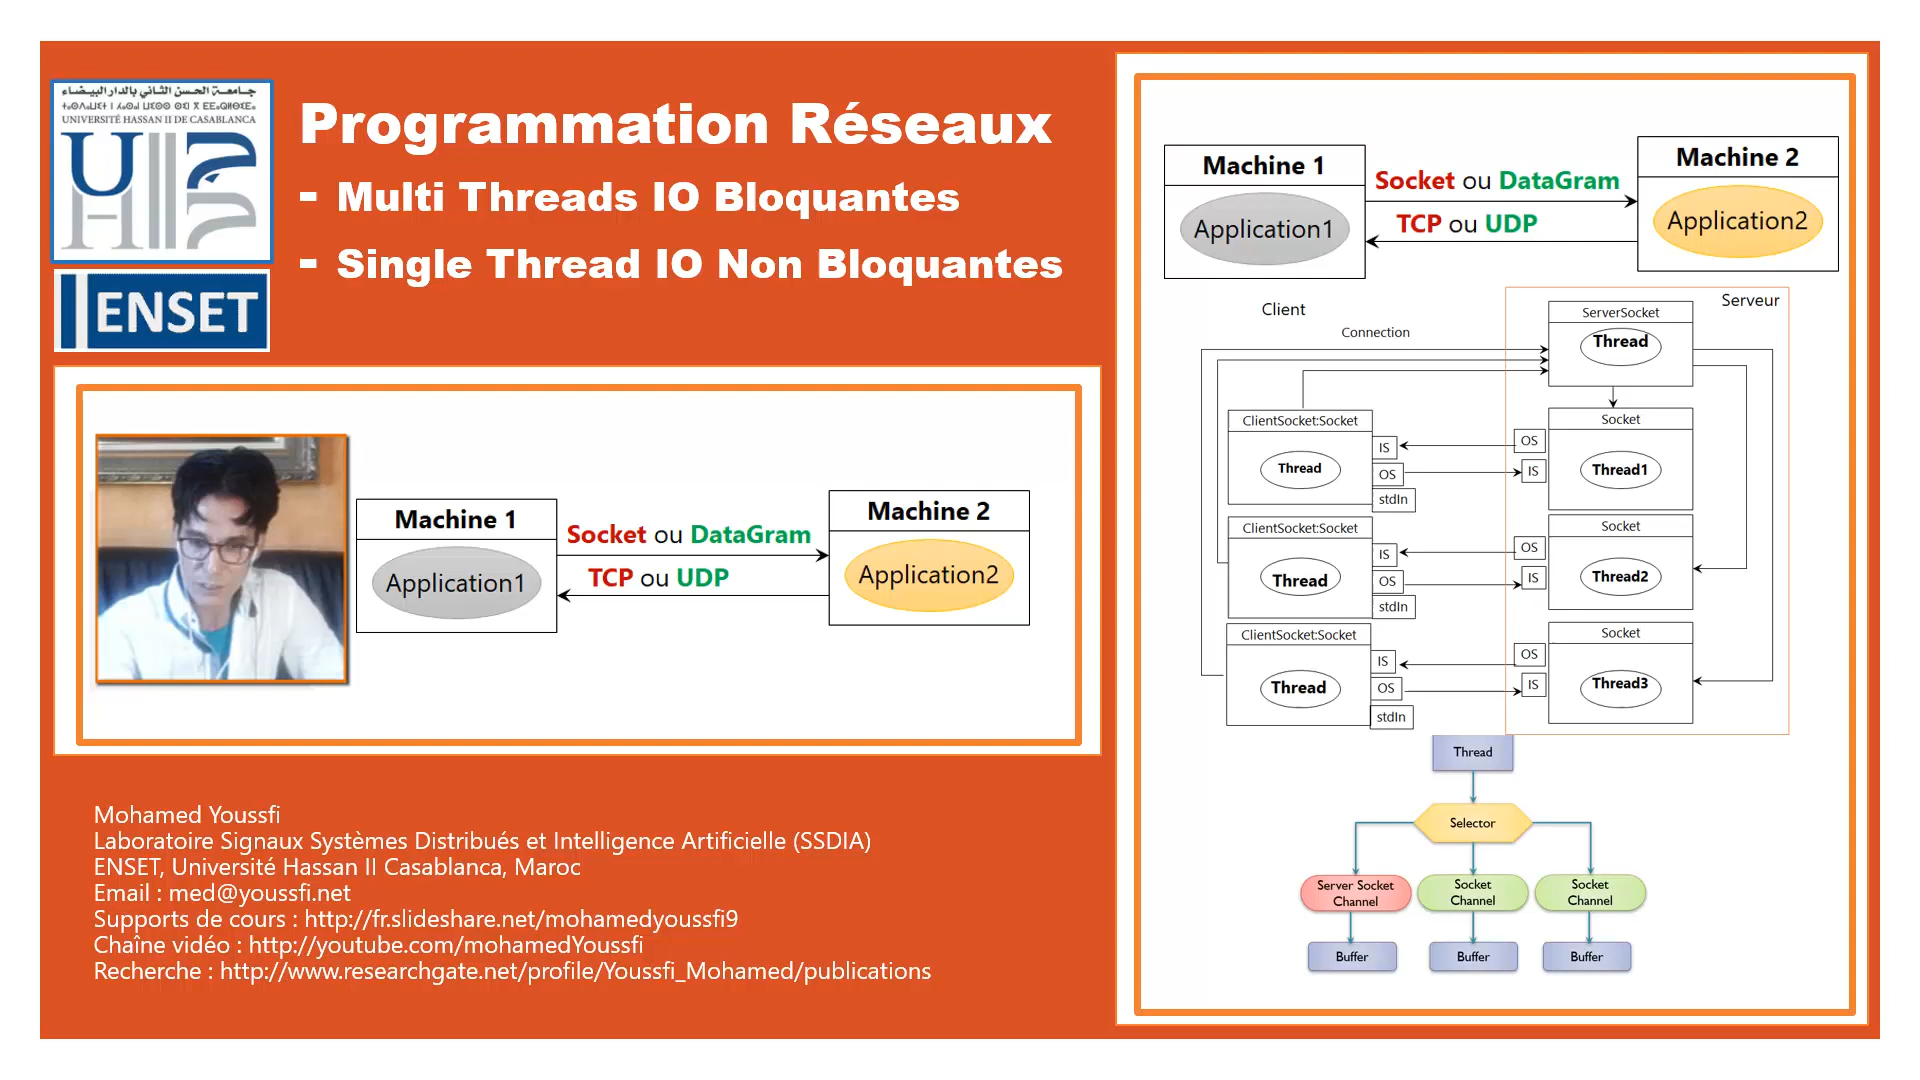 جامعة الحسن الثاني بالدار البيضاء
UNIVERSITÉ HASSAN II DE CASABLANCA
UH2C
ENSET
Programmation Réseaux
- Multi Threads IO Bloquantes
- Single Thread IO Non Bloquantes
Machine 1
Application1
Socket ou DataGram
TCP ou UDP
Machine 2
Application2
Mohamed Youssfi
Laboratoire Signaux Systèmes Distribués et Intelligence Artificielle (SSDIA)
ENSET, Université Hassan II Casablanca, Maroc
Email : med@youssfi.net
Supports de cours : http://fr.slideshare.net/mohamedyoussfi9
Chaîne vidéo : http://youtube.com/mohamedYoussfi
Recherche : http://www.researchgate.net/profile/Youssfi_Mohamed/publications
Machine 1
Application1
Socket ou DataGram
TCP ou UDP
Machine 2
Application2
Client
Connection
Serveur
ServerSocket
Thread
ClientSocket:Socket
Thread
IS
OS
stdIn
OS
IS
Socket
Thread1
ClientSocket:Socket
Thread
IS
OS
stdIn
OS
IS
Socket
Thread2
ClientSocket:Socket
Thread
IS
OS
stdIn
OS
IS
Socket
Thread3
Thread
Selector
Server Socket
Channel
Socket
Channel
Socket
Channel
Buffer
Buffer
Buffer